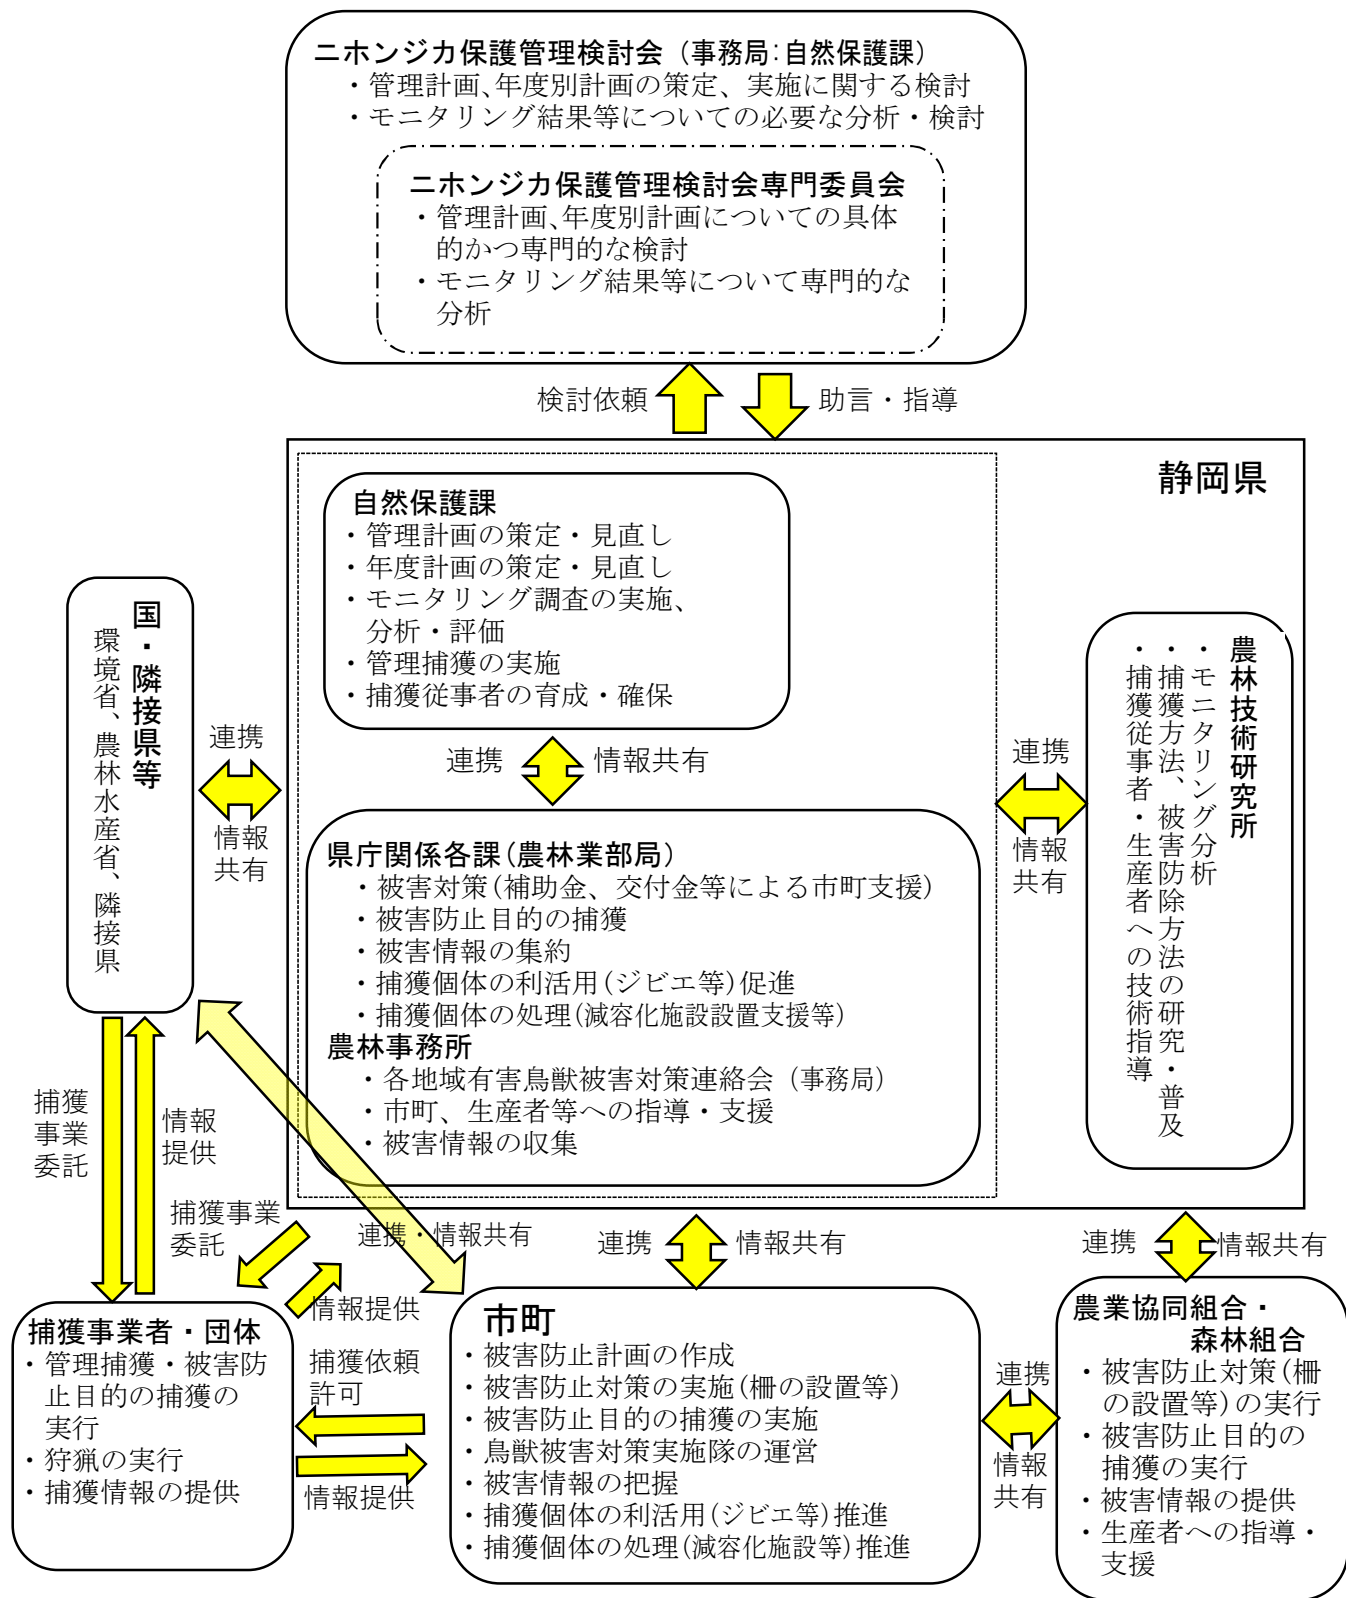 ニホンジカ保護管理検討会（事務局：自然保護課）
・管理計画、年度別計画の策定、実施に関する検討
・モニタリング結果等についての必要な分析・検討
ニホンジカ保護管理検討会専門委員会
・管理計画、年度別計画についての具体
的かつ専門的な検討
・モニタリング結果等について専門的な
分析
検討依頼
助言・指導
静岡県
自然保護課
・管理計画の策定・見直し
・年度計画の策定・見直し
・モニタリング調査の実施、
分析・評価
・管理捕獲の実施
・捕獲従事者の育成・確保
連携
情報共有
県庁関係各課(農林業部局)
・被害対策(補助金、交付金等による市町支援)
・被害防止目的の捕獲
・被害情報の集約
・捕獲個体の利活用(ジビエ等)促進
・捕獲個体の処理(減容化施設設置支援等)
農林事務所
・各地域有害鳥獣被害対策連絡会（事務局）
・市町、生産者等への指導・支援
・被害情報の収集
国・隣接県等
環境省、農林水産省、隣接県
連携
情報
共有
連携
情報
共有
農林技術研究所
・モニタリング分析
・捕獲方法、被害防除方法の研究・普及
・捕獲従事者・生産者への技術指導
捕獲
事業
委託
情報
提供
捕獲事業
委託
情報提供
連携・情報共有
連携
情報共有
連携
情報共有
捕獲事業者・団体
・管理捕獲・被害防
止目的の捕獲の
実行
・狩猟の実行
・捕獲情報の提供
捕獲依頼
許可
情報提供
市町
・被害防止計画の作成
・被害防止対策の実施(柵の設置等)
・被害防止目的の捕獲の実施
・鳥獣被害対策実施隊の運営
・被害情報の把握
・捕獲個体の利活用(ジビエ等)推進
・捕獲個体の処理(減容化施設等)推進
連携
情報
共有
農業協同組合・
森林組合
・被害防止対策(柵
の設置等)の実行
・被害防止目的の
捕獲の実行
・被害情報の提供
・生産者への指導・
支援